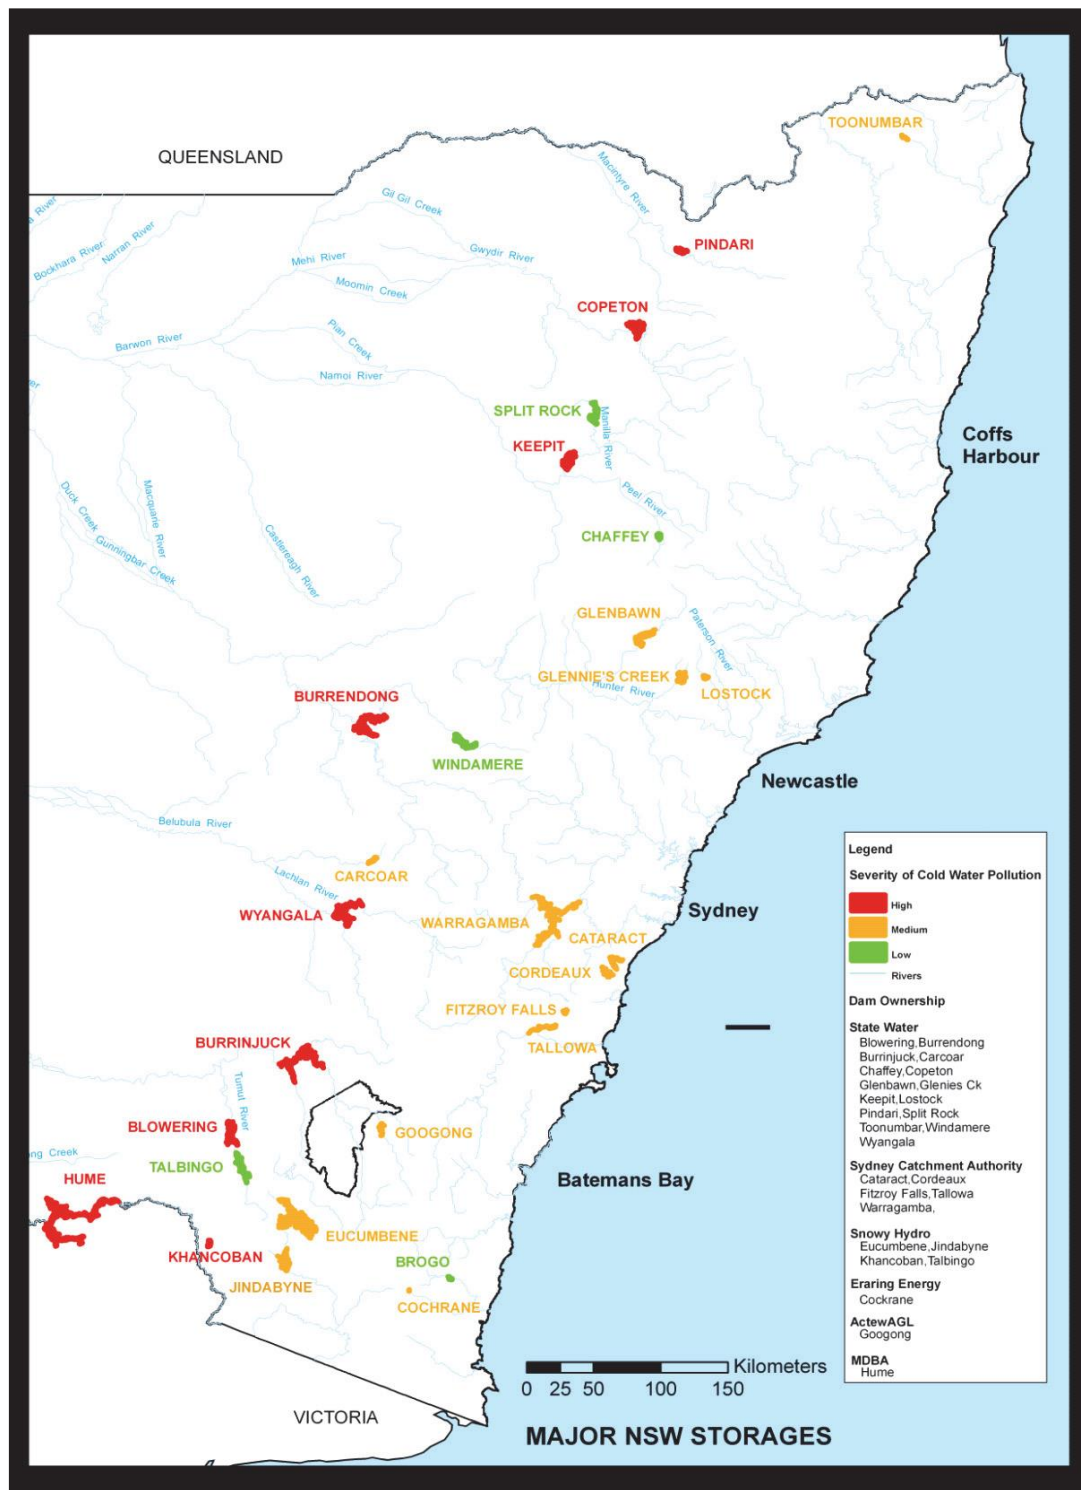 TOONUMBAR
QUEENSLAND
Macintyre River
Gil Gil Creek
River
Narran River
Bockhara River
PINDARI
Gwydir River
Mehi River
Moomin Creek
COPETON
Pian Creek
Barwon River
Namoi River
SPLIT ROCK
Manilla River
KEEPIT
Coffs
Harbour
Peel River
Duck Creek
Macquarie River
Gunningbar Creek
Castlereagh River
CHAFFEY
GLENBAWN
Paterson River
GLENNIE'S CREEK
Hunter River
LOSTOCK
BURRENDONG
WINDAMERE
Newcastle
Belubula River
CARCOAR
Lachlan River
WYANGALA
WARRAGAMBA
Sydney
CATARACT
CORDEAUX
FITZROY FALLS
TALLOWA
BURRINJUCK
Tumut River
BLOWERING
GOOGONG
TALBINGO
ng Creek
HUME
Batemans Bay
EUCUMBENE
KHANCOBAN
BROGO
JINDABYNE
COCHRANE
Legend
Severity of Cold Water Pollution
High
Medium
Low
Rivers
Dam Ownership
State Water
Blowering,Burrendong
Burrinjuck,Carcoar
Chaffey,Copeton
Glenbawn,Glenies Ck
Keepit,Lostock
Pindari,Split Rock
Toonumbar,Windamere
Wyangala
Sydney Catchment Authority
Cataract,Cordeaux
Fitzroy Falls,Tallowa
Warragamba,
Snowy Hydro
Eucumbene,Jindabyne
Khancoban,Talbingo
Eraring Energy
Cockrane
ActewAGL
Googong
MDBA
Hume
Kilometers
0 25 50 100 150
VICTORIA
MAJOR NSW STORAGES